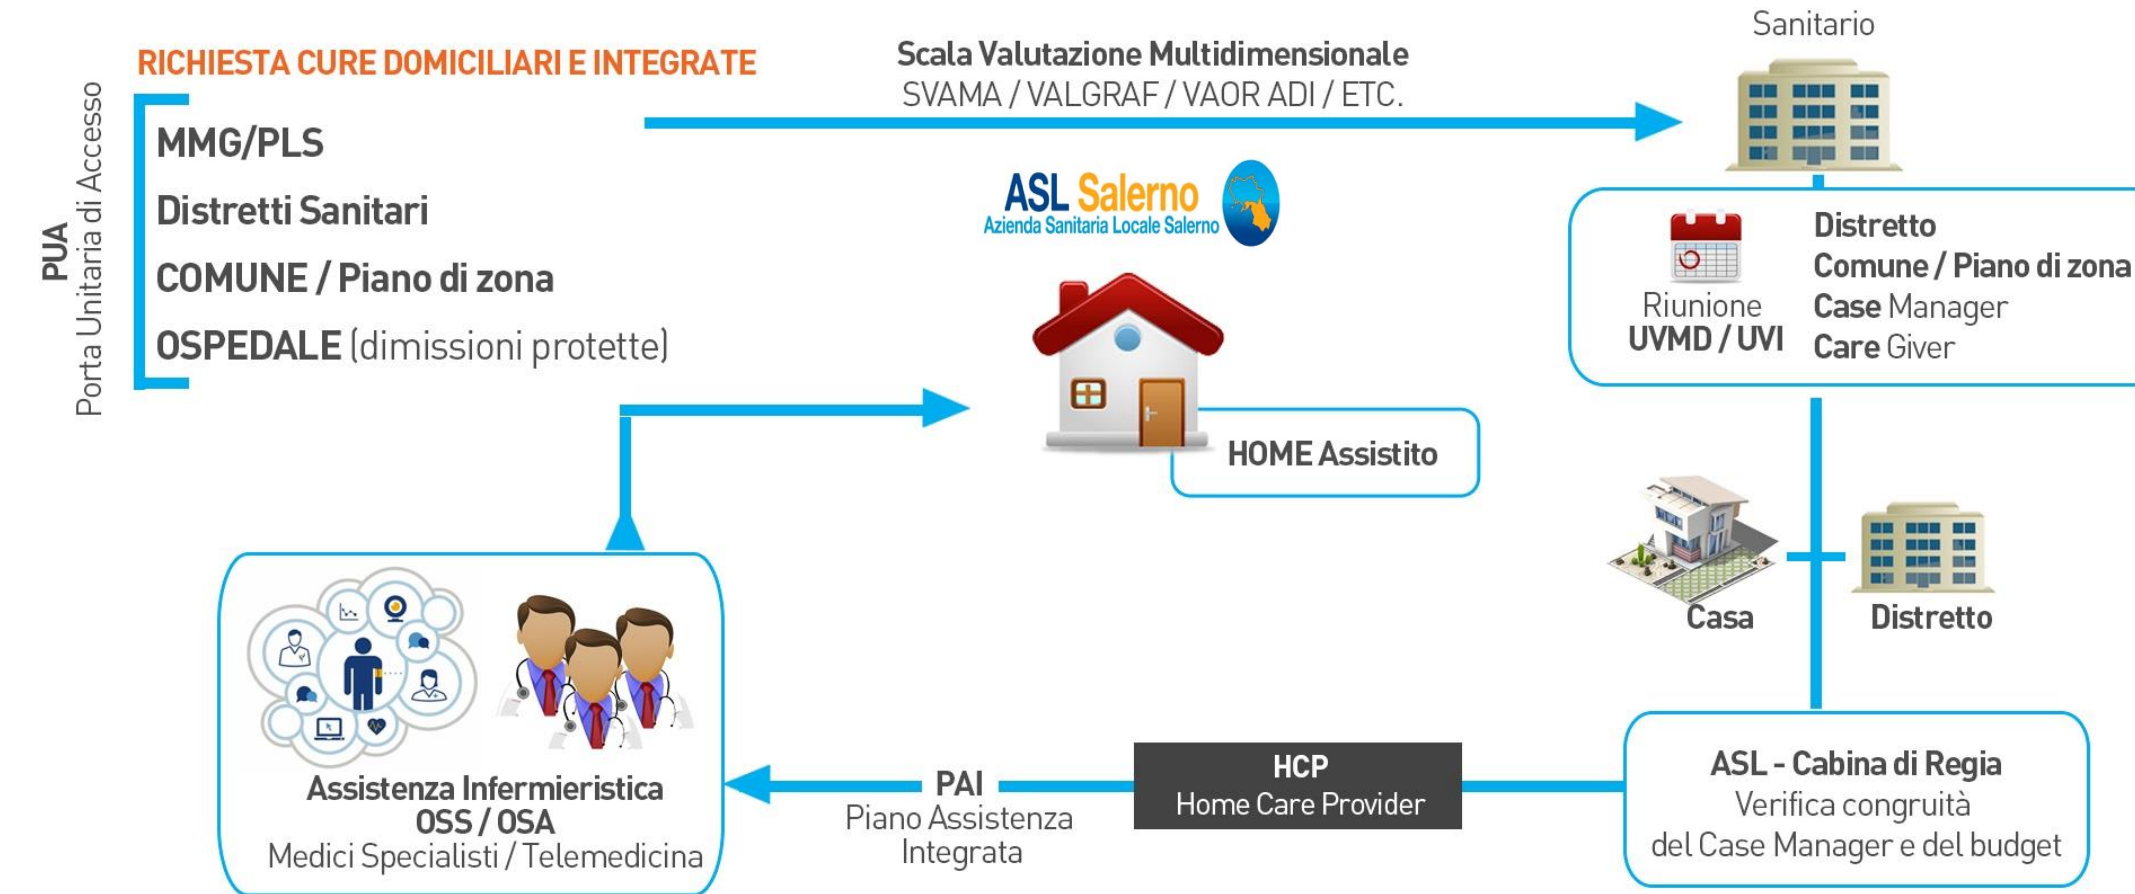 RICHIESTA CURE DOMICILIARI E INTEGRATE
PUA
Porta Unitaria di Accesso
MMG/PLS
Distretti Sanitari
COMUNE / Piano di zona
OSPEDALE (dimissioni protette)
Scala Valutazione Multidimensionale
SVAMA / VALGRAF / VAOR ADI / ETC.
Sanitario
ASL Salerno
Azienda Sanitaria Locale Salerno
Riunione
UVMD / UVI
Distretto
Comune / Piano di zona
Case Manager
Care Giver
HOME Assistito
Casa
Distretto
ASL - Cabina di Regia
Verifica congruità
del Case Manager e del budget
HCP
Home Care Provider
PAI
Piano Assistenza
Integrata
Assistenza Infermieristica
OSS / OSA
Medici Specialisti / Telemedicina